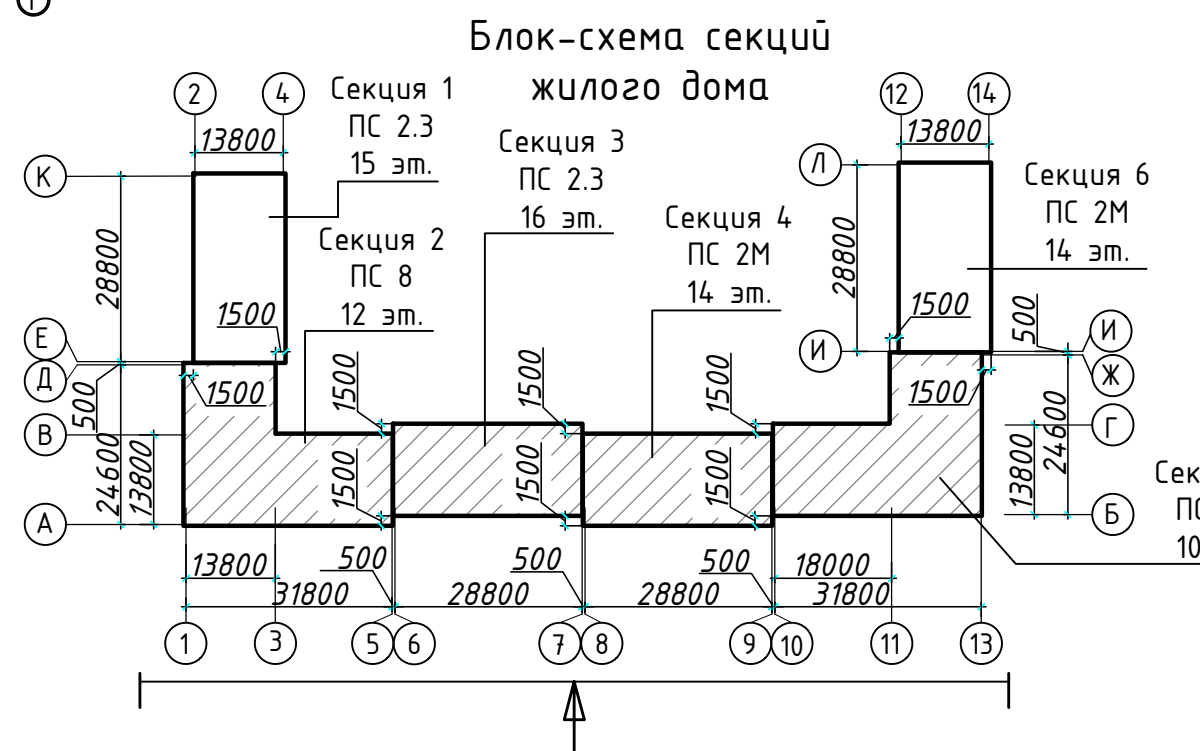 1
Блок-схема секций
жилого дома
2
4
12
14
Секция 1
ПС 2.3
15 эт.
Секция 3
ПС 2.3
16 эт.
13800
13800
К
Л
Секция 6
ПС 2М
14 эт.
Секция 2
ПС 8
12 эт.
Секция 4
ПС 2М
14 эт.
28800
28800
1500
1500
500
Е
Д
И
И
Ж
500
1500
1500
1500
1500
1500
В
Г
24600
13800
13800
24600
1500
1500
1500
А
Б
Сек
ПС
10
13800
500
500
500
18000
31800
28800
28800
31800
1
3
5
6
7
8
9
10
11
13